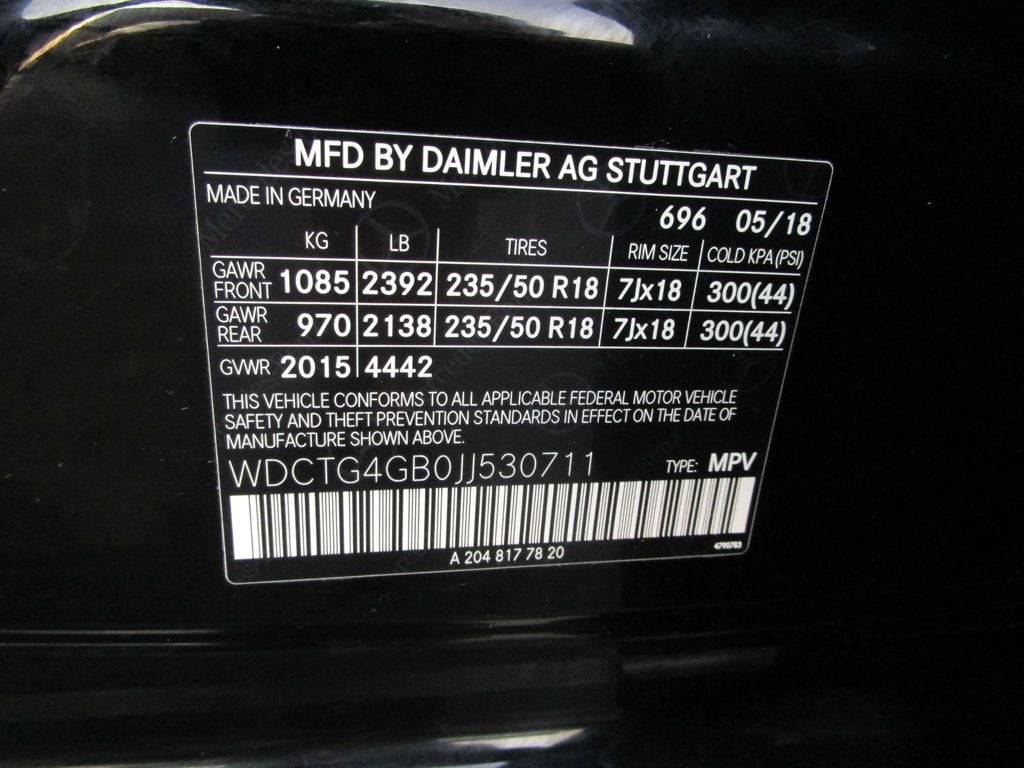 MFD BY DAIMLER AG STUTTGART
MADE IN GERMANY
696 05/18
KG LB TIRES RIM SIZE COLD KPA (PSI)
GAWR FRONT 1085 2392 235/50 R18 7Jx18 300(44)
GAWR REAR 970 2138 235/50 R18 7Jx18 300(44)
GVWR 2015 4442
THIS VEHICLE CONFORMS TO ALL APPLICABLE FEDERAL MOTOR VEHICLE
SAFETY AND THEFT PREVENTION STANDARDS IN EFFECT ON THE DATE OF
MANUFACTURE SHOWN ABOVE.
WDCTG4GB0JJ530711 TYPE: MPV
A 204 817 78 20
4790783